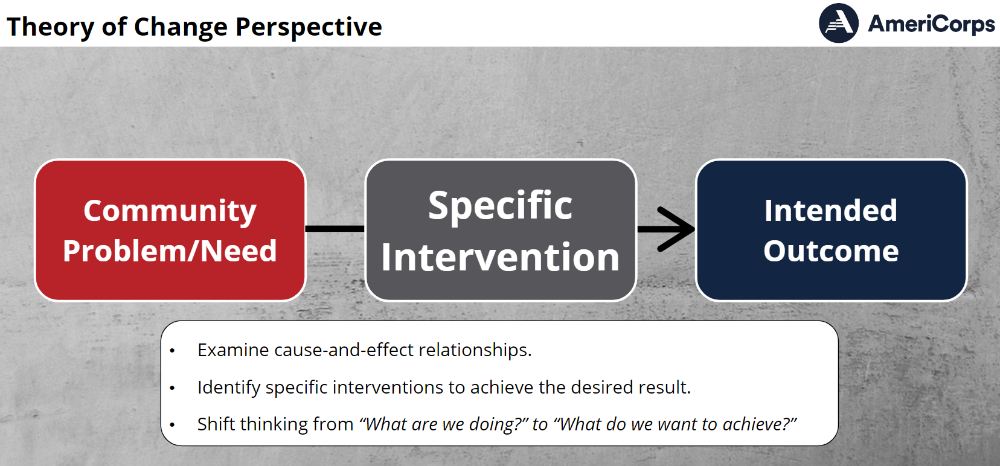 Theory of Change Perspective
AmeriCorps
Community
Problem/Need
Specific
Intervention
Intended
Outcome
• Examine cause-and-effect relationships.
• Identify specific interventions to achieve the desired result.
• Shift thinking from “What are we doing?” to “What do we want to achieve?”